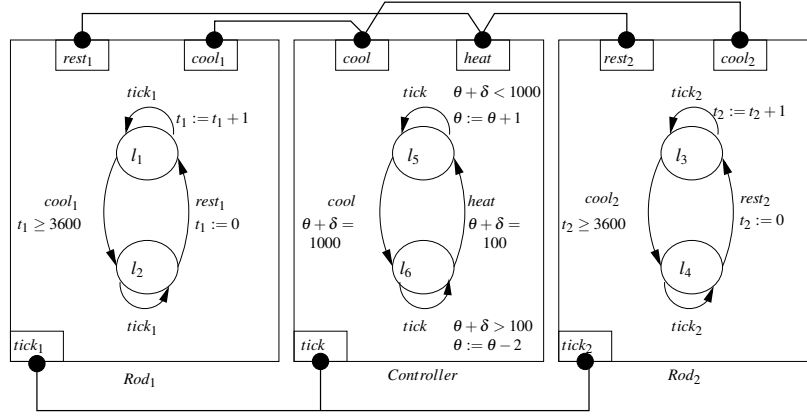 rest₁ cool₁ cool heat rest₂ cool₂
tick₁
t₁ := t₁ + 1
l₁
cool₁
t₁ ≥ 3600
rest₁
t₁ := 0
l₂
tick₁
tick₁
Rod₁
tick θ + δ < 1000
θ := θ + 1
l₅
cool
θ + δ =
1000
heat
θ + δ =
100
l₆
tick θ + δ > 100
θ := θ − 2
tick
Controller
tick₂
t₂ := t₂ + 1
l₃
cool₂
t₂ ≥ 3600
rest₂
t₂ := 0
l₄
tick₂
tick₂
Rod₂